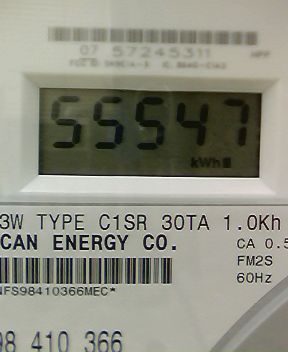 07 57245311
55547
kWh
3W TYPE C1SR 30TA 1.0Kh
CAN ENERGY CO.
CA 0.5
FM2S
60Hz
NFS98410366MEC*
98 410 366